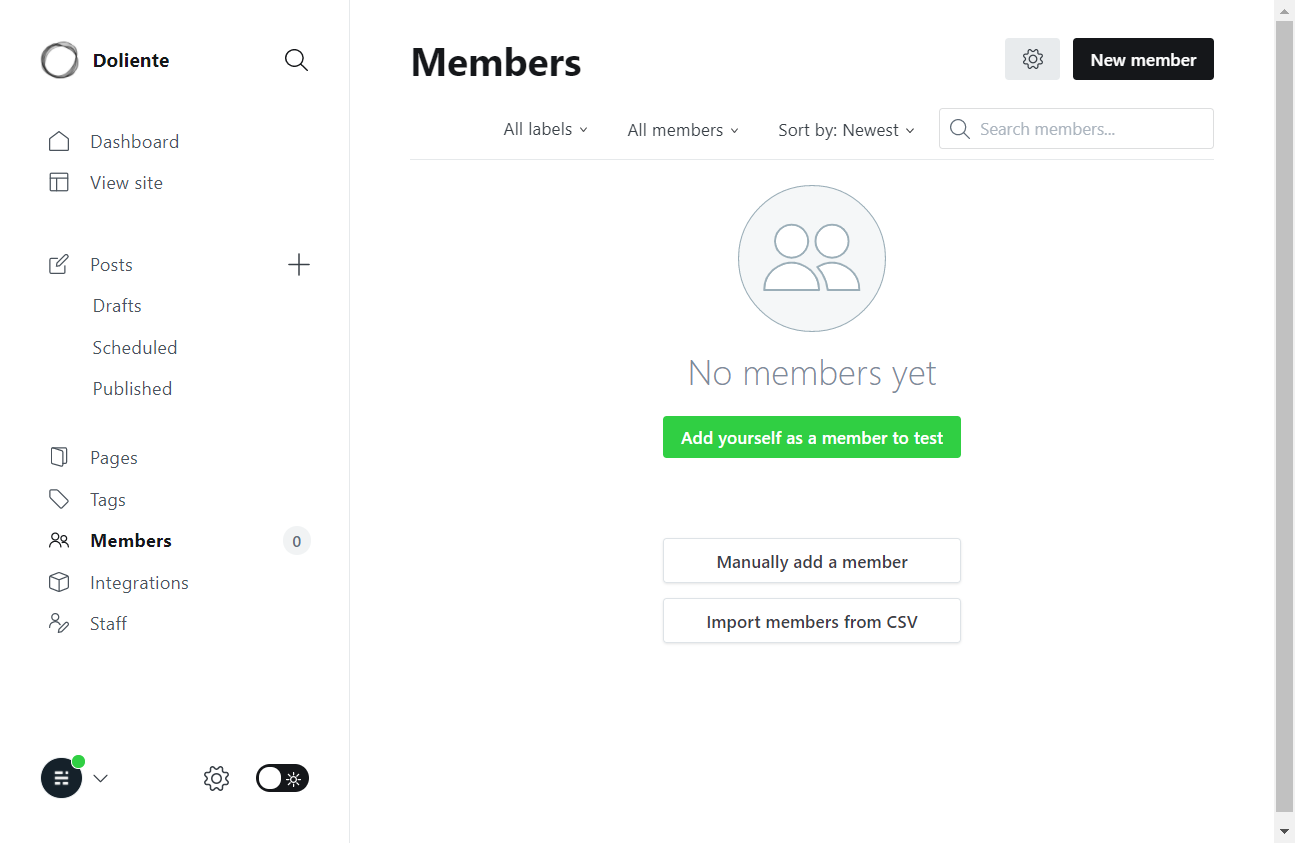 Doliente
Dashboard
View site
Posts
Drafts
Scheduled
Published
Pages
Tags
Members 0
Integrations
Staff
Members
New member
All labels All members Sort by: Newest Search members...
No members yet
Add yourself as a member to test
Manually add a member
Import members from CSV